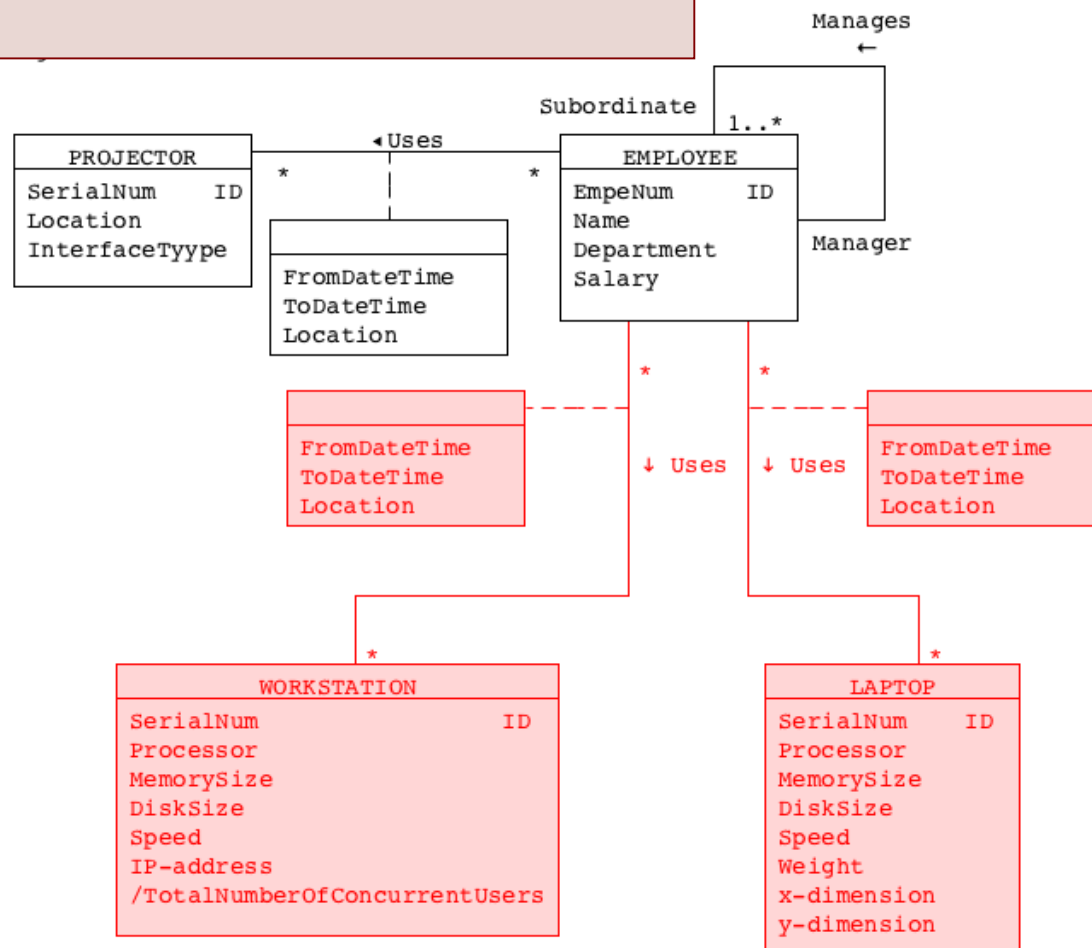 Manages
←
Subordinate
1..*
◂Uses
PROJECTOR
* *
EMPLOYEE
SerialNum ID
Location
InterfaceTyype
EmpeNum ID
Name
Department
Salary
Manager
FromDateTime
ToDateTime
Location
* *
FromDateTime
ToDateTime
Location
↓ Uses ↓ Uses
FromDateTime
ToDateTime
Location
*
WORKSTATION
SerialNum ID
Processor
MemorySize
DiskSize
Speed
IP-address
/TotalNumberOfConcurrentUsers
*
LAPTOP
SerialNum ID
Processor
MemorySize
DiskSize
Speed
Weight
x-dimension
y-dimension